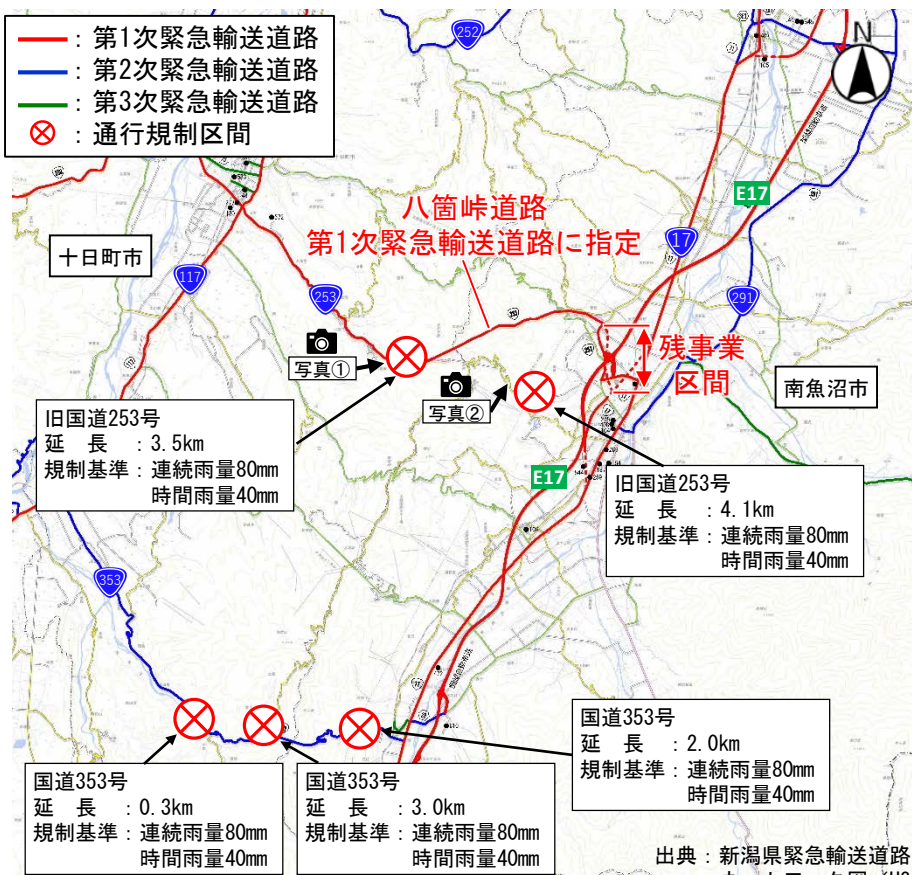 : 第1次緊急輸送道路
: 第2次緊急輸送道路
: 第3次緊急輸送道路
: 通行規制区間
252
N
E17
八箇峠道路
第1次緊急輸送道路に指定
17
十日町市
117
253
291
写真①
残事業
区間
南魚沼市
写真②
旧国道253号
延 長 : 3.5km
規制基準 : 連続雨量80mm
時間雨量40mm
E17
旧国道253号
延 長 : 4.1km
規制基準 : 連続雨量80mm
時間雨量40mm
353
国道353号
延 長 : 2.0km
規制基準 : 連続雨量80mm
時間雨量40mm
国道353号
延 長 : 0.3km
規制基準 : 連続雨量80mm
時間雨量40mm
国道353号
延 長 : 3.0km
規制基準 : 連続雨量80mm
時間雨量40mm
出典 : 新潟県緊急輸送道路